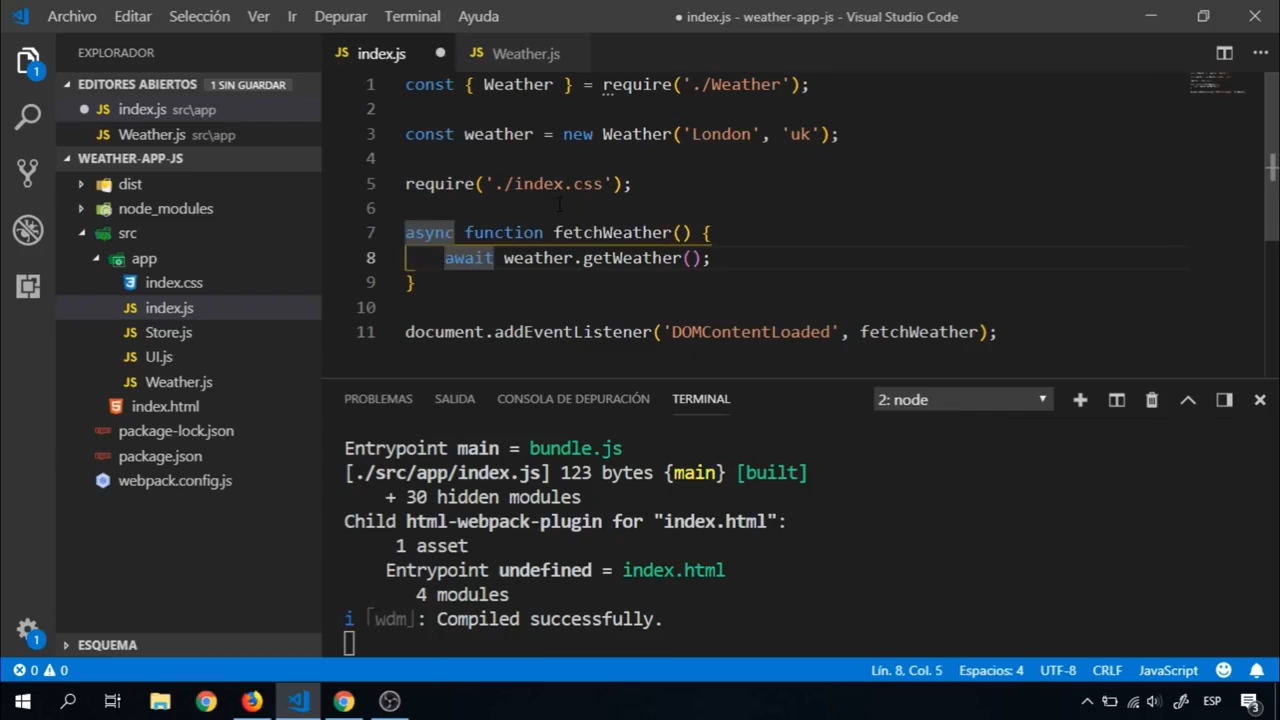 Archivo Editar Selección Ver Ir Depurar Terminal Ayuda ● index.js - weather-app-js - Visual Studio Code
EXPLORADOR
EDITORES ABIERTOS 1 SIN GUARDAR
index.js src\app
Weather.js src\app
WEATHER-APP-JS
dist
node_modules
src
app
index.css
index.js
Store.js
UI.js
Weather.js
index.html
package-lock.json
package.json
webpack.config.js
ESQUEMA
1
1
JS index.js ● JS Weather.js
1 const { Weather } = require('./Weather');
2
3 const weather = new Weather('London', 'uk');
4
5 require('./index.css');
6
7 async function fetchWeather() {
8 await weather.getWeather();
9 }
10
11 document.addEventListener('DOMContentLoaded', fetchWeather);
PROBLEMAS SALIDA CONSOLA DE DEPURACIÓN TERMINAL 2: node
Entrypoint main = bundle.js
[./src/app/index.js] 123 bytes {main} [built]
+ 30 hidden modules
Child html-webpack-plugin for "index.html":
1 asset
Entrypoint undefined = index.html
4 modules
i ｢wdm｣: Compiled successfully.
0 0 Lín. 8, Col. 5 Espacios: 4 UTF-8 CRLF JavaScript
ESP 3